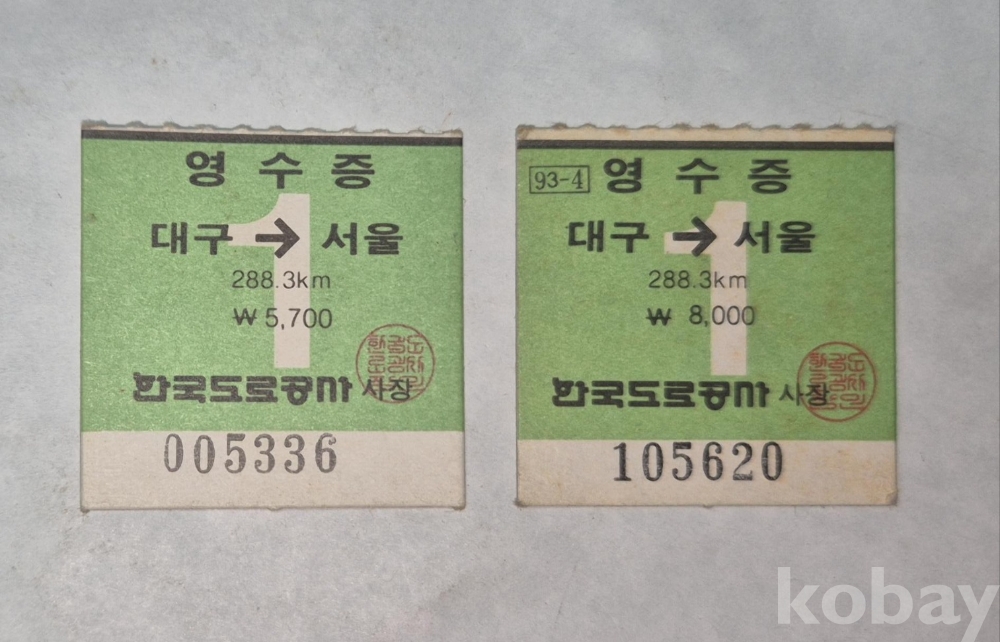 영수증
1
대구 → 서울
288.3km
₩ 5,700
한국도로공사 사장
005336
93-4 영수증
1
대구 → 서울
288.3km
₩ 8,000
한국도로공사 사장
105620
kobay